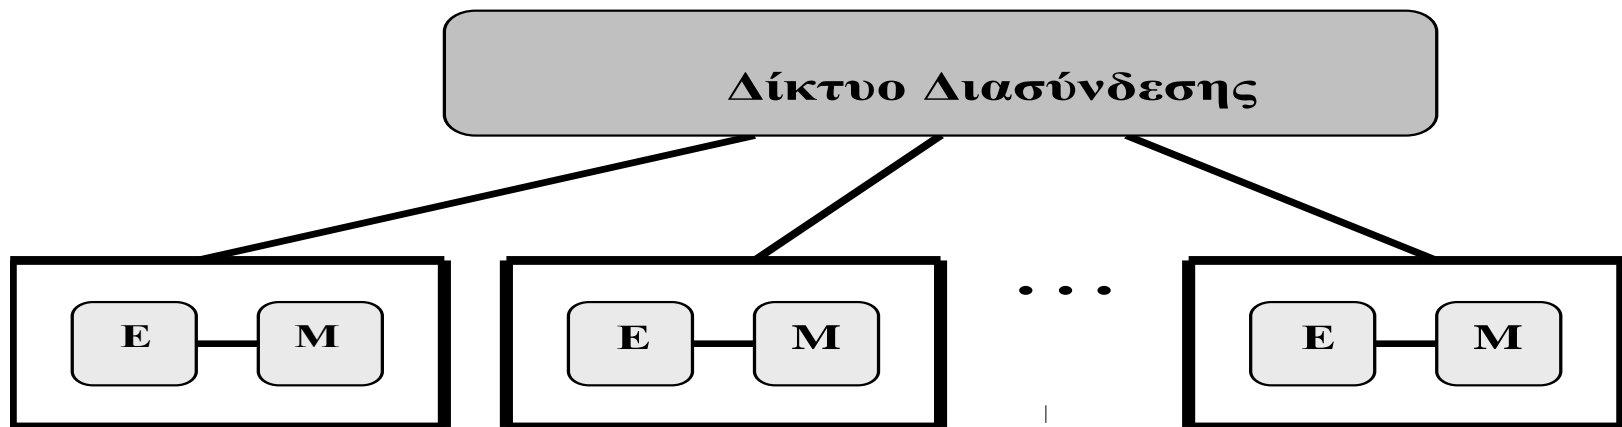 Δίκτυο Διασύνδεσης
Ε Μ Ε Μ . . . Ε Μ